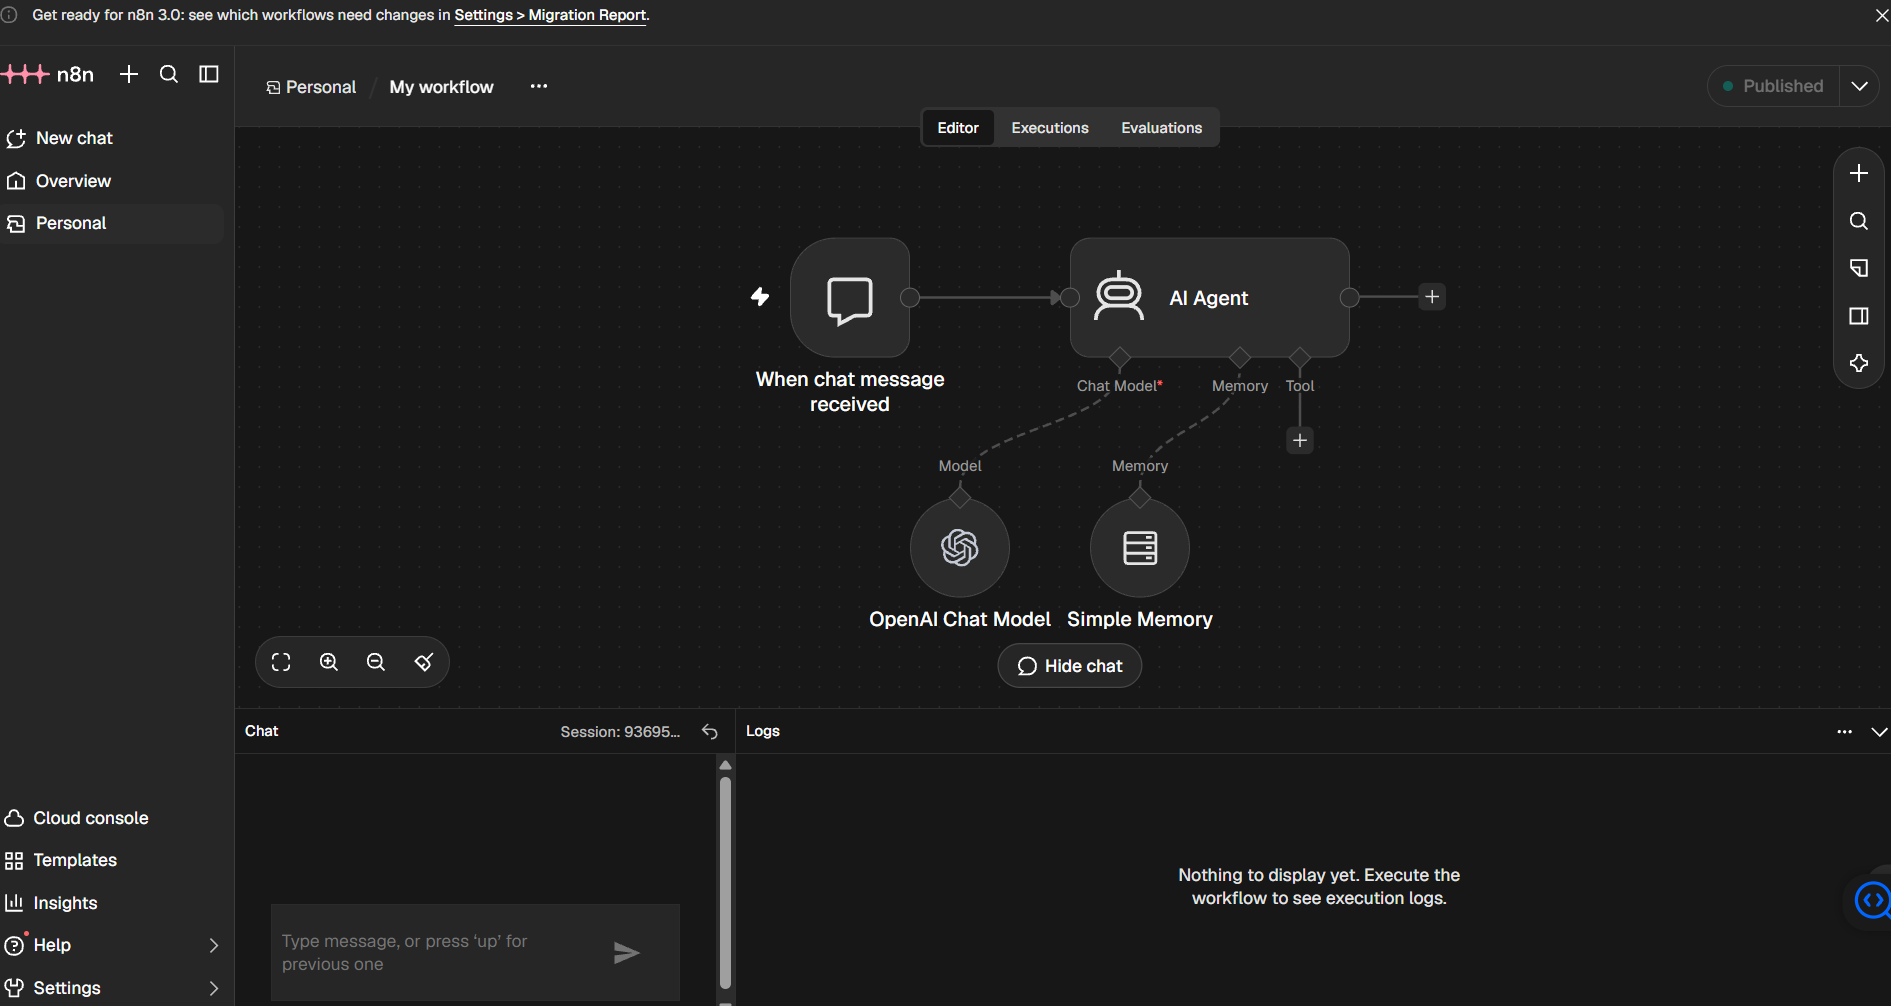 Get ready for n8n 3.0: see which workflows need changes in Settings > Migration Report.
n8n
New chat
Overview
Personal
Personal / My workflow
Published
Editor
Executions
Evaluations
AI Agent
When chat message
received
Chat Model*
Memory
Tool
Model
Memory
OpenAI Chat Model
Simple Memory
Hide chat
Chat
Session: 93695...
Logs
Nothing to display yet. Execute the
workflow to see execution logs.
Type message, or press ‘up’ for
previous one
Cloud console
Templates
Insights
Help
Settings